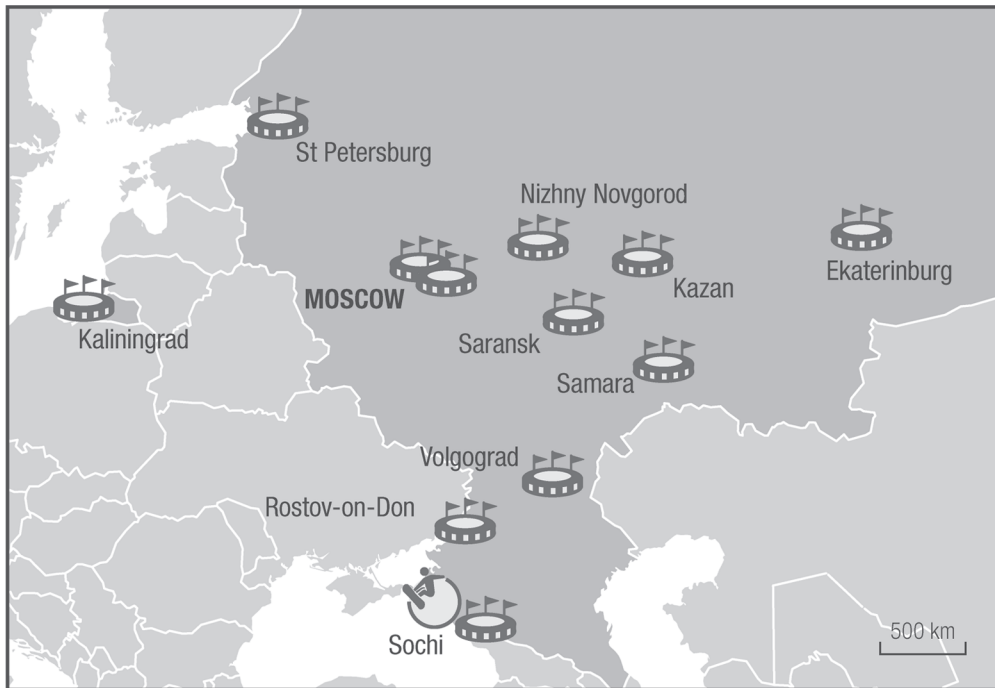 St Petersburg
Nizhny Novgorod
Ekaterinburg
Kazan
MOSCOW
Kaliningrad
Saransk
Samara
Volgograd
Rostov-on-Don
Sochi
500 km